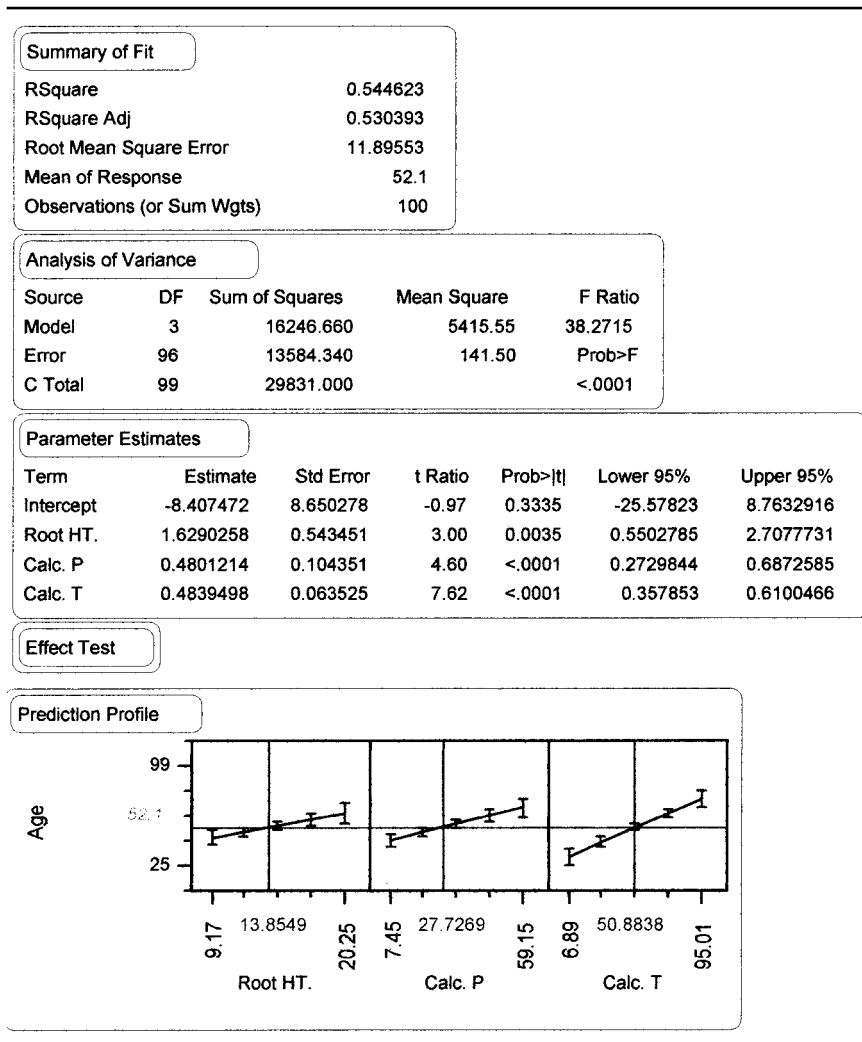 Summary of Fit
RSquare 0.544623
RSquare Adj 0.530393
Root Mean Square Error 11.89553
Mean of Response 52.1
Observations (or Sum Wgts) 100
Analysis of Variance
Source DF Sum of Squares Mean Square F Ratio
Model 3 16246.660 5415.55 38.2715
Error 96 13584.340 141.50 Prob>F
C Total 99 29831.000 <.0001
Parameter Estimates
Term Estimate Std Error t Ratio Prob>|t| Lower 95% Upper 95%
Intercept -8.407472 8.650278 -0.97 0.3335 -25.57823 8.7632916
Root HT. 1.6290258 0.543451 3.00 0.0035 0.5502785 2.7077731
Calc. P 0.4801214 0.104351 4.60 <.0001 0.2729844 0.6872585
Calc. T 0.4839498 0.063525 7.62 <.0001 0.357853 0.6100466
Effect Test
Prediction Profile
Age
99
52.1
25
9.17 13.8549 20.25 7.45 27.7269 59.15 6.89 50.8838 95.01
Root HT. Calc. P Calc. T